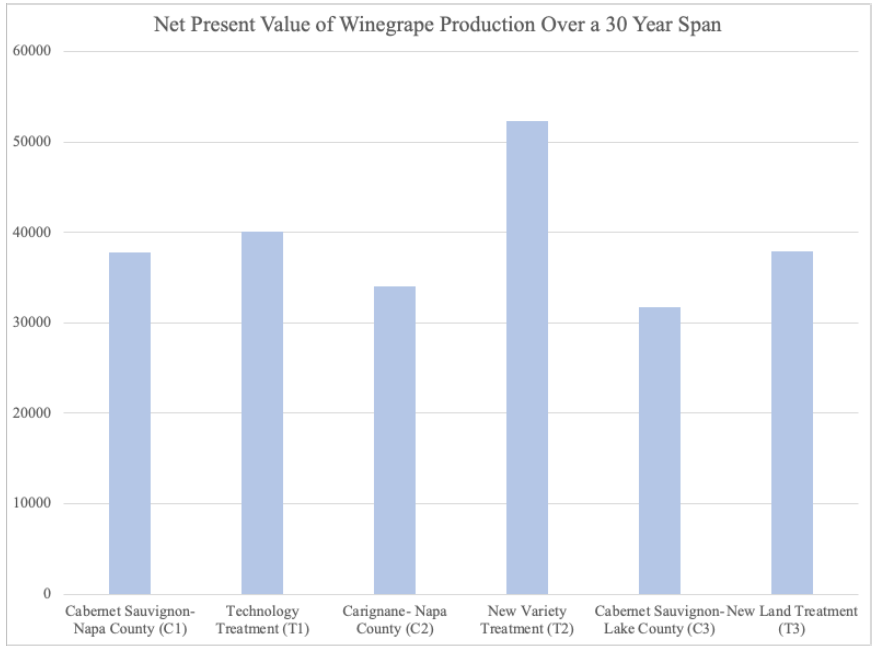 Net Present Value of Winegrape Production Over a 30 Year Span
60000
50000
40000
30000
20000
10000
0
Cabernet Sauvignon-
Napa County (C1)
Technology
Treatment (T1)
Carignane- Napa
County (C2)
New Variety
Treatment (T2)
Cabernet Sauvignon-
Lake County (C3)
New Land Treatment
(T3)